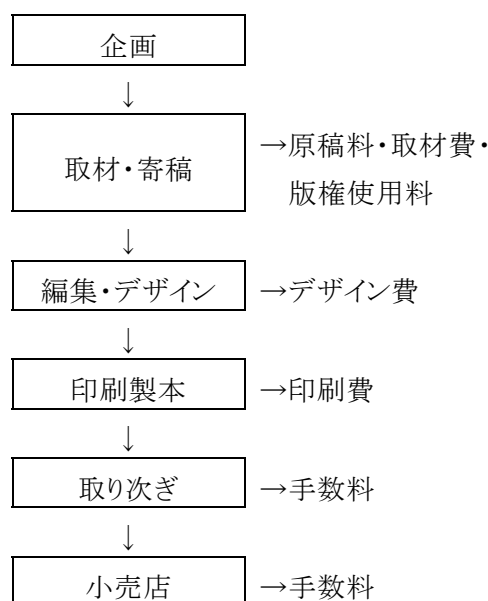 企画
↓
取材・寄稿 →原稿料・取材費・
版権使用料
↓
編集・デザイン →デザイン費
↓
印刷製本 →印刷費
↓
取り次ぎ →手数料
↓
小売店 →手数料